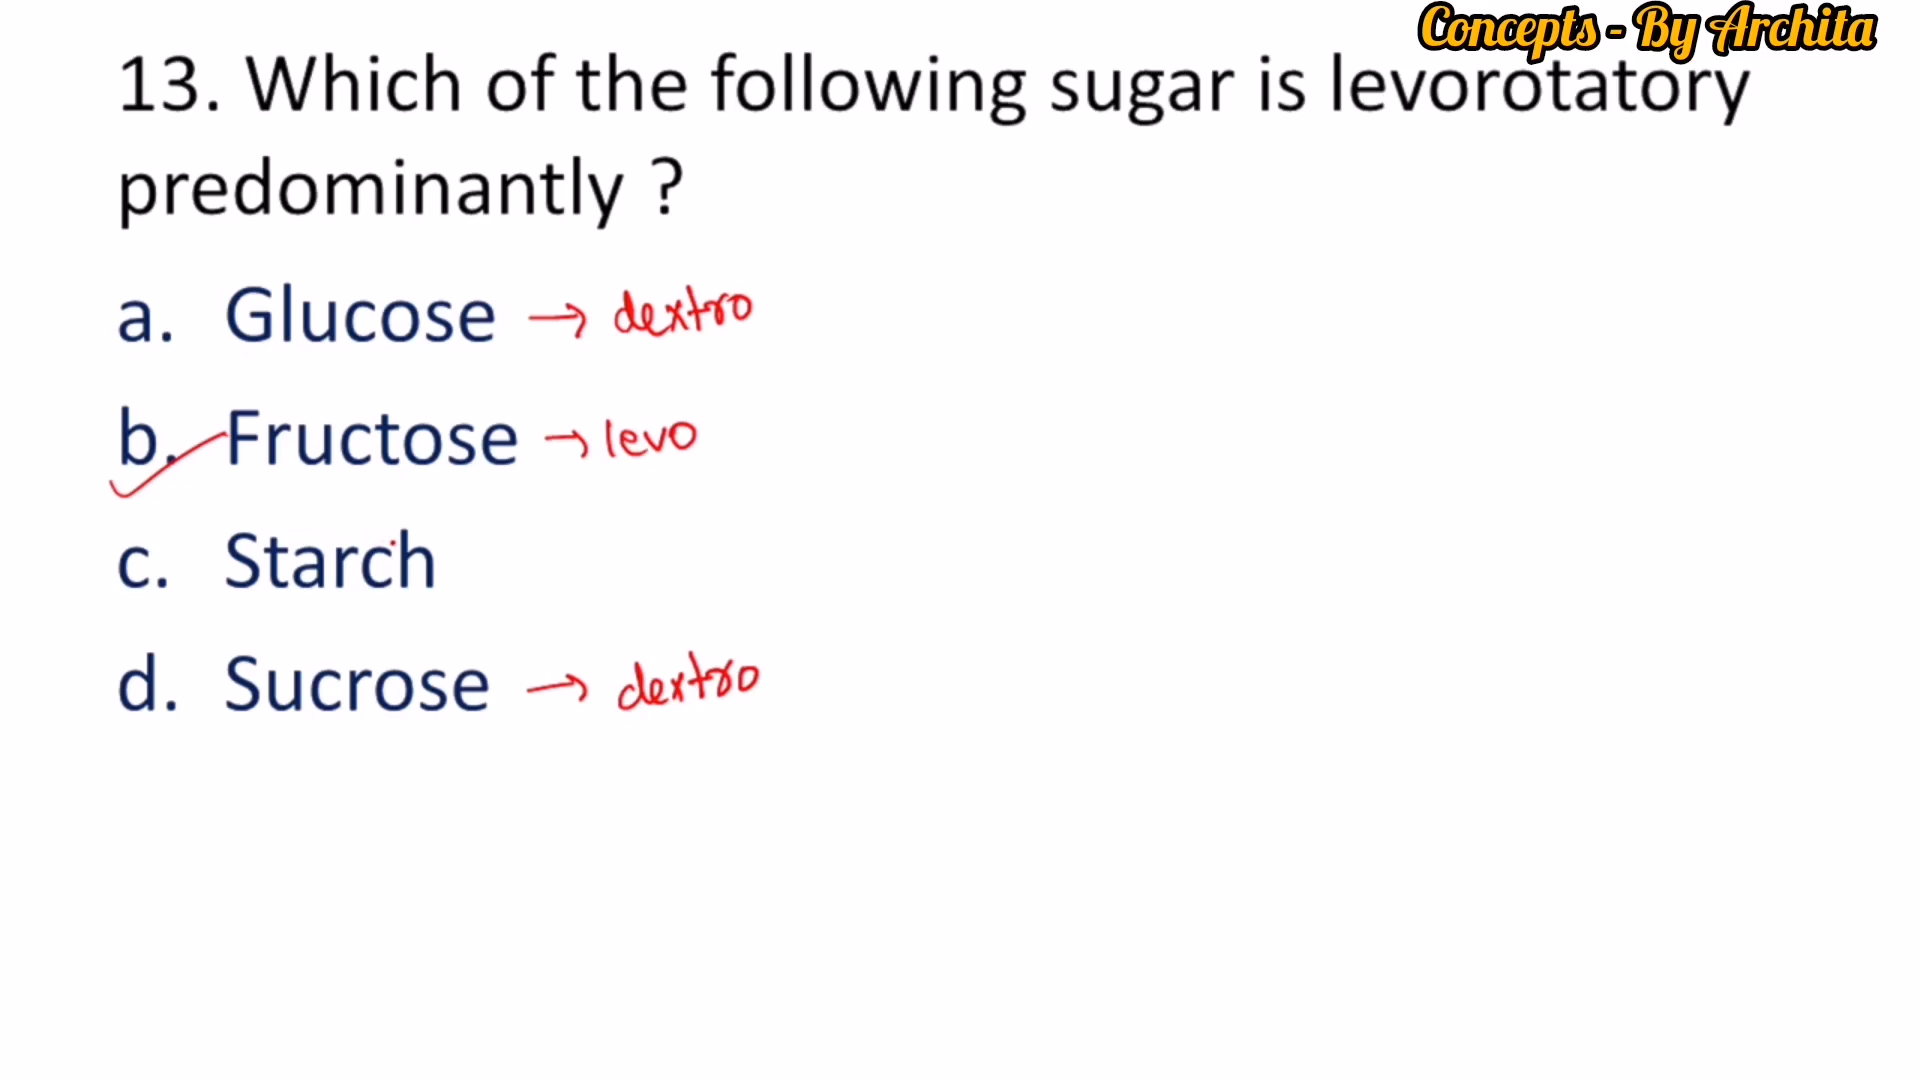 Concepts - By Archita
13. Which of the following sugar is levorotatory
predominantly ?
a. Glucose → dextro
b. Fructose → levo
c. Starch
d. Sucrose → dextro